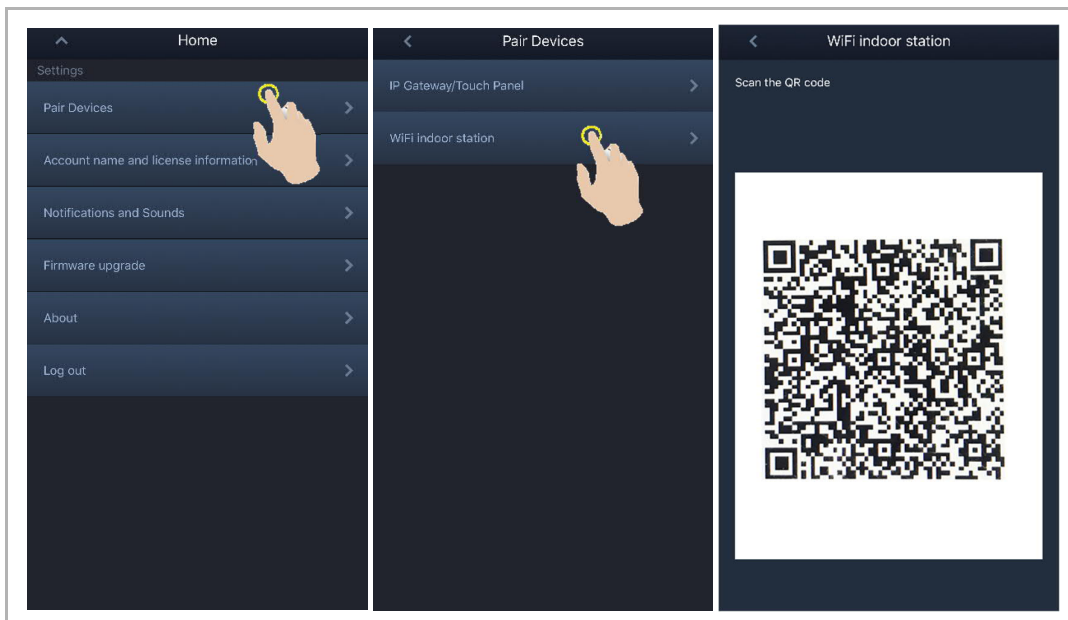 Home
Settings
Pair Devices
Account name and license information
Notifications and Sounds
Firmware upgrade
About
Log out
Pair Devices
IP Gateway/Touch Panel
WiFi indoor station
WiFi indoor station
Scan the QR code